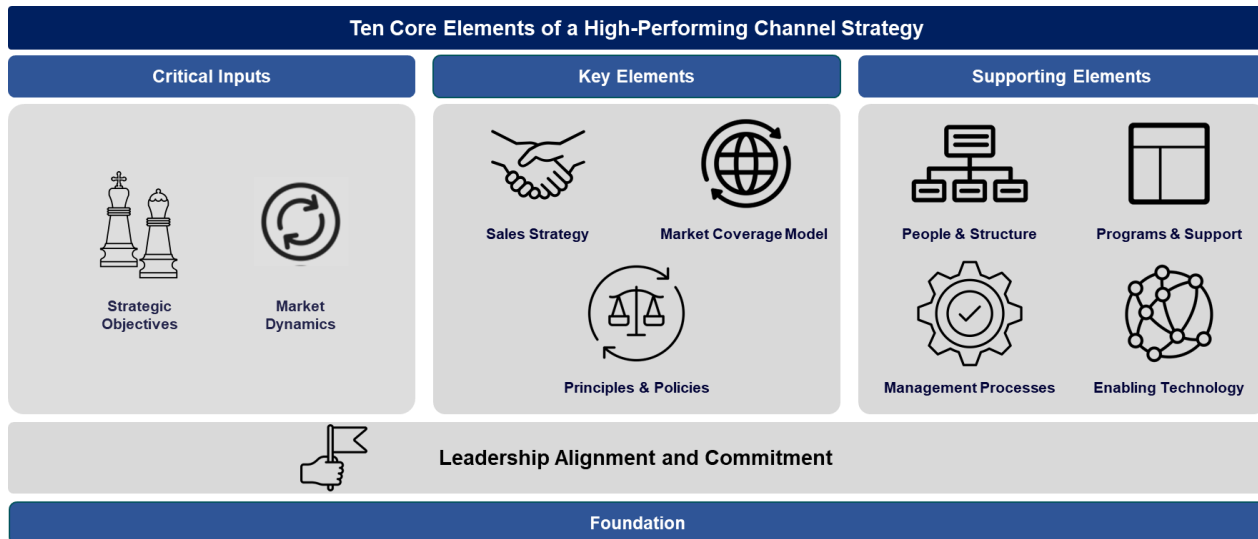 Ten Core Elements of a High-Performing Channel Strategy
Critical Inputs
Key Elements
Supporting Elements
Strategic
Objectives
Market
Dynamics
Sales Strategy
Market Coverage Model
Principles & Policies
People & Structure
Programs & Support
Management Processes
Enabling Technology
Leadership Alignment and Commitment
Foundation